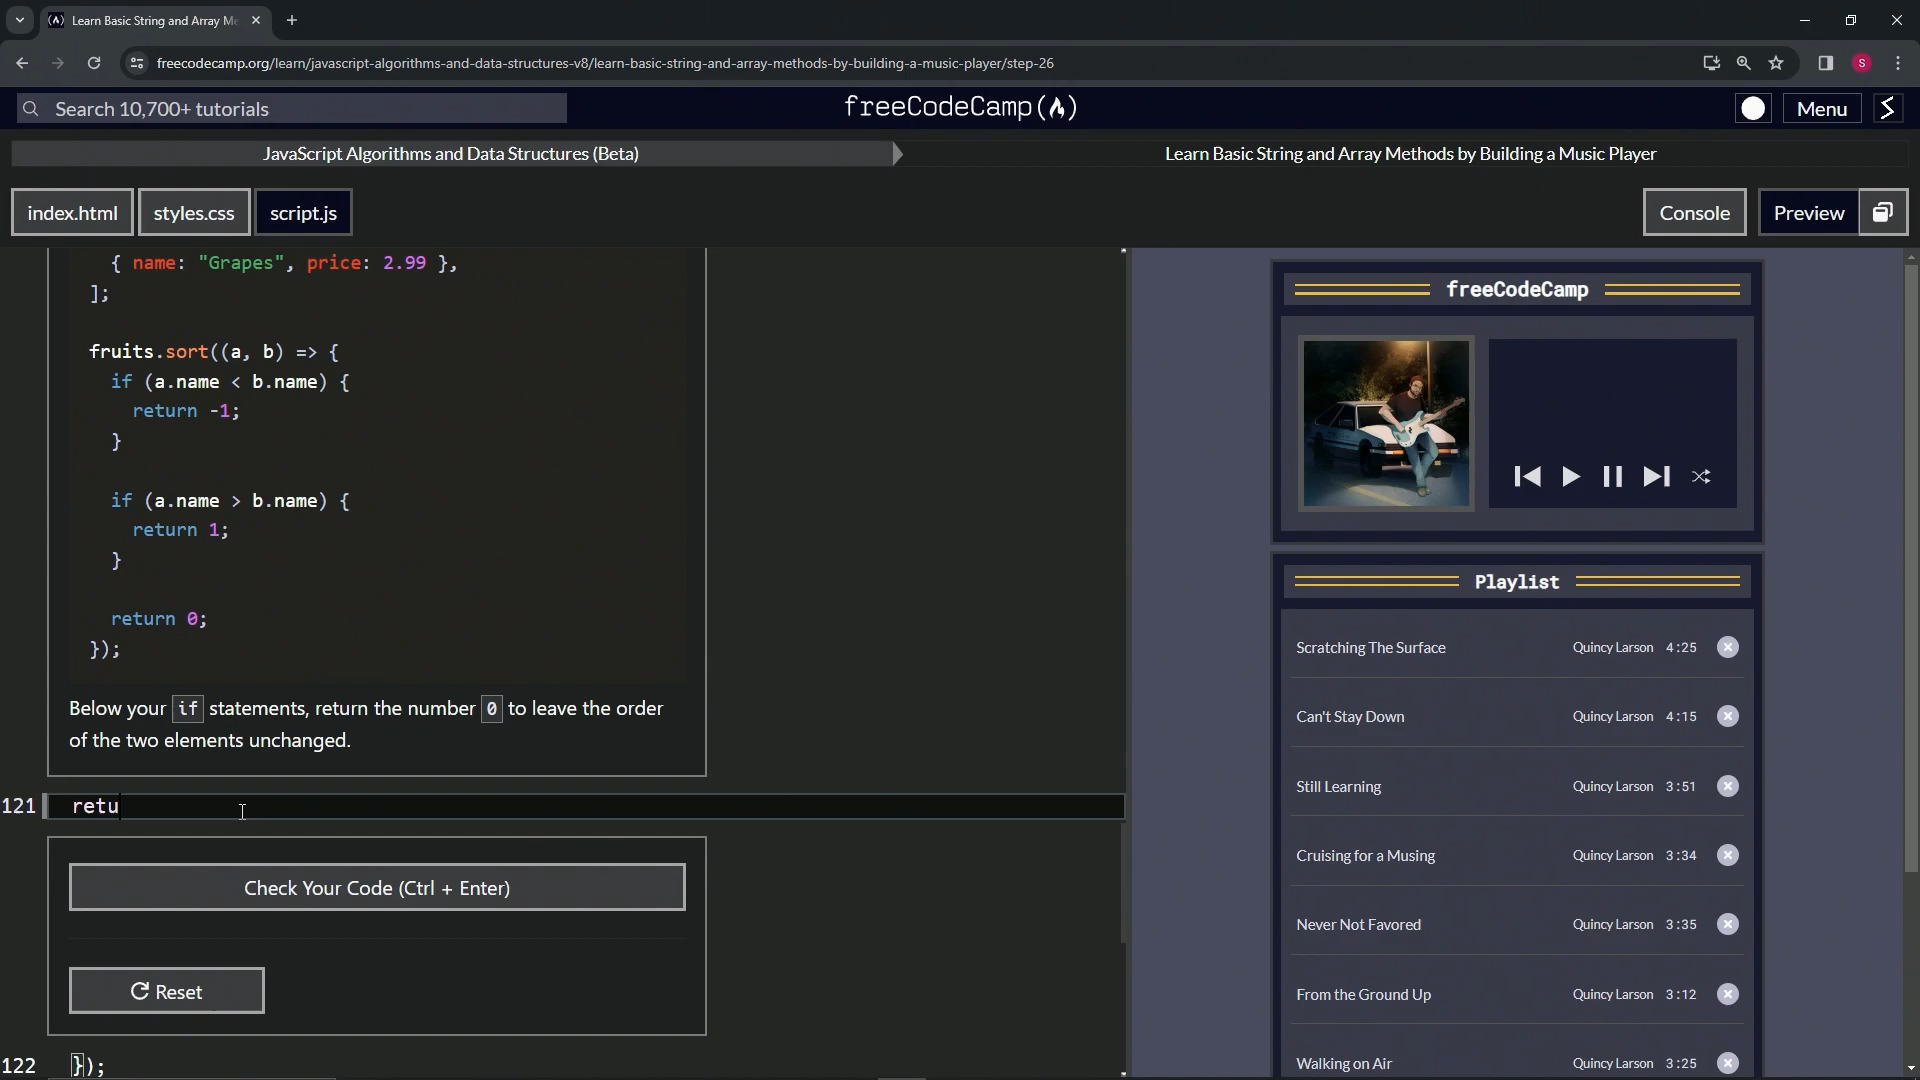 Learn Basic String and Array Me
freecodecamp.org/learn/javascript-algorithms-and-data-structures-v8/learn-basic-string-and-array-methods-by-building-a-music-player/step-26
S
Search 10,700+ tutorials
freeCodeCamp
Menu
JavaScript Algorithms and Data Structures (Beta)
Learn Basic String and Array Methods by Building a Music Player
index.html
styles.css
script.js
Console
Preview
{ name: "Grapes", price: 2.99 },
];
fruits.sort((a, b) => {
if (a.name < b.name) {
return -1;
}
if (a.name > b.name) {
return 1;
}
return 0;
});
Below your if statements, return the number 0 to leave the order
of the two elements unchanged.
121 retu
Check Your Code (Ctrl + Enter)
Reset
122 });
freeCodeCamp
Playlist
Scratching The Surface Quincy Larson 4:25
Can't Stay Down Quincy Larson 4:15
Still Learning Quincy Larson 3:51
Cruising for a Musing Quincy Larson 3:34
Never Not Favored Quincy Larson 3:35
From the Ground Up Quincy Larson 3:12
Walking on Air Quincy Larson 3:25